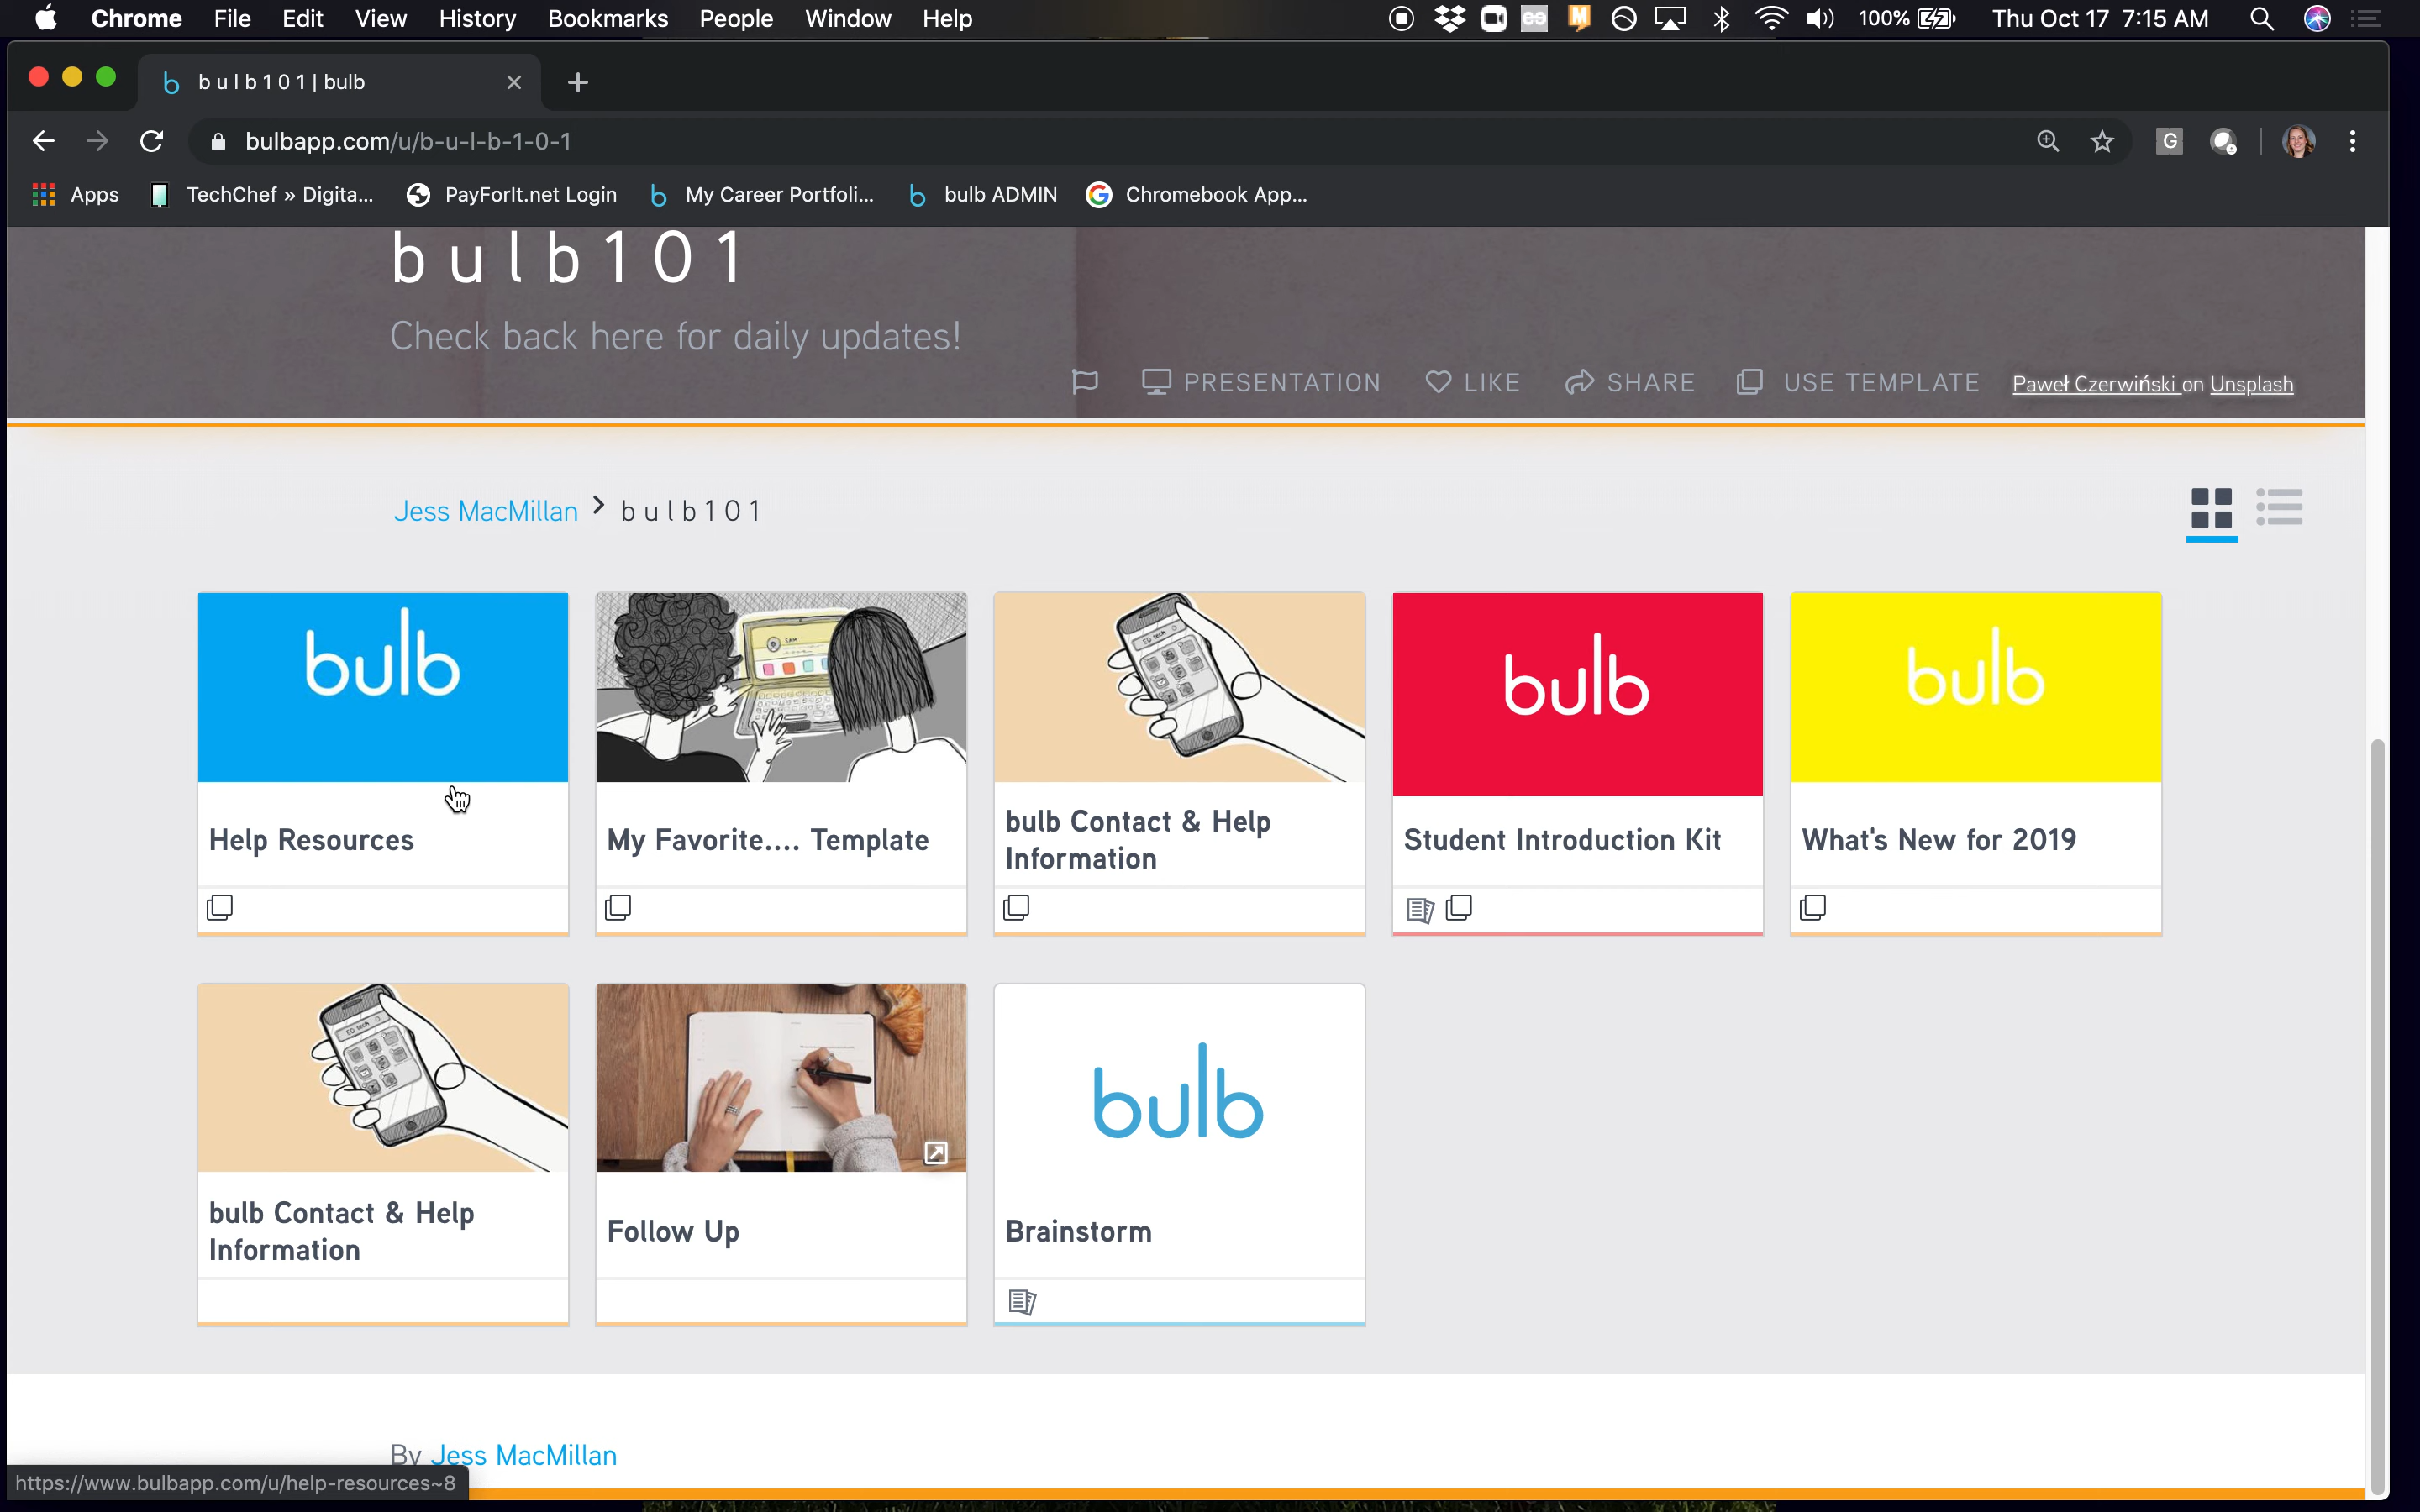 Chrome File Edit View History Bookmarks People Window Help 100% Thu Oct 17 7:15 AM
b u l b 1 0 1 | bulb
bulbapp.com/u/b-u-l-b-1-0-1
Apps TechChef » Digita... PayForIt.net Login My Career Portfoli... bulb ADMIN Chromebook App...
b u l b 1 0 1
Check back here for daily updates!
PRESENTATION LIKE SHARE USE TEMPLATE Paweł Czerwiński on Unsplash
Jess MacMillan > b u l b 1 0 1
bulb
SAM
ED tech
bulb
bulb
Help Resources
My Favorite.... Template
bulb Contact & Help
Information
Student Introduction Kit
What's New for 2019
ED tech
bulb
bulb Contact & Help
Information
Follow Up
Brainstorm
By Jess MacMillan
https://www.bulbapp.com/u/help-resources~8